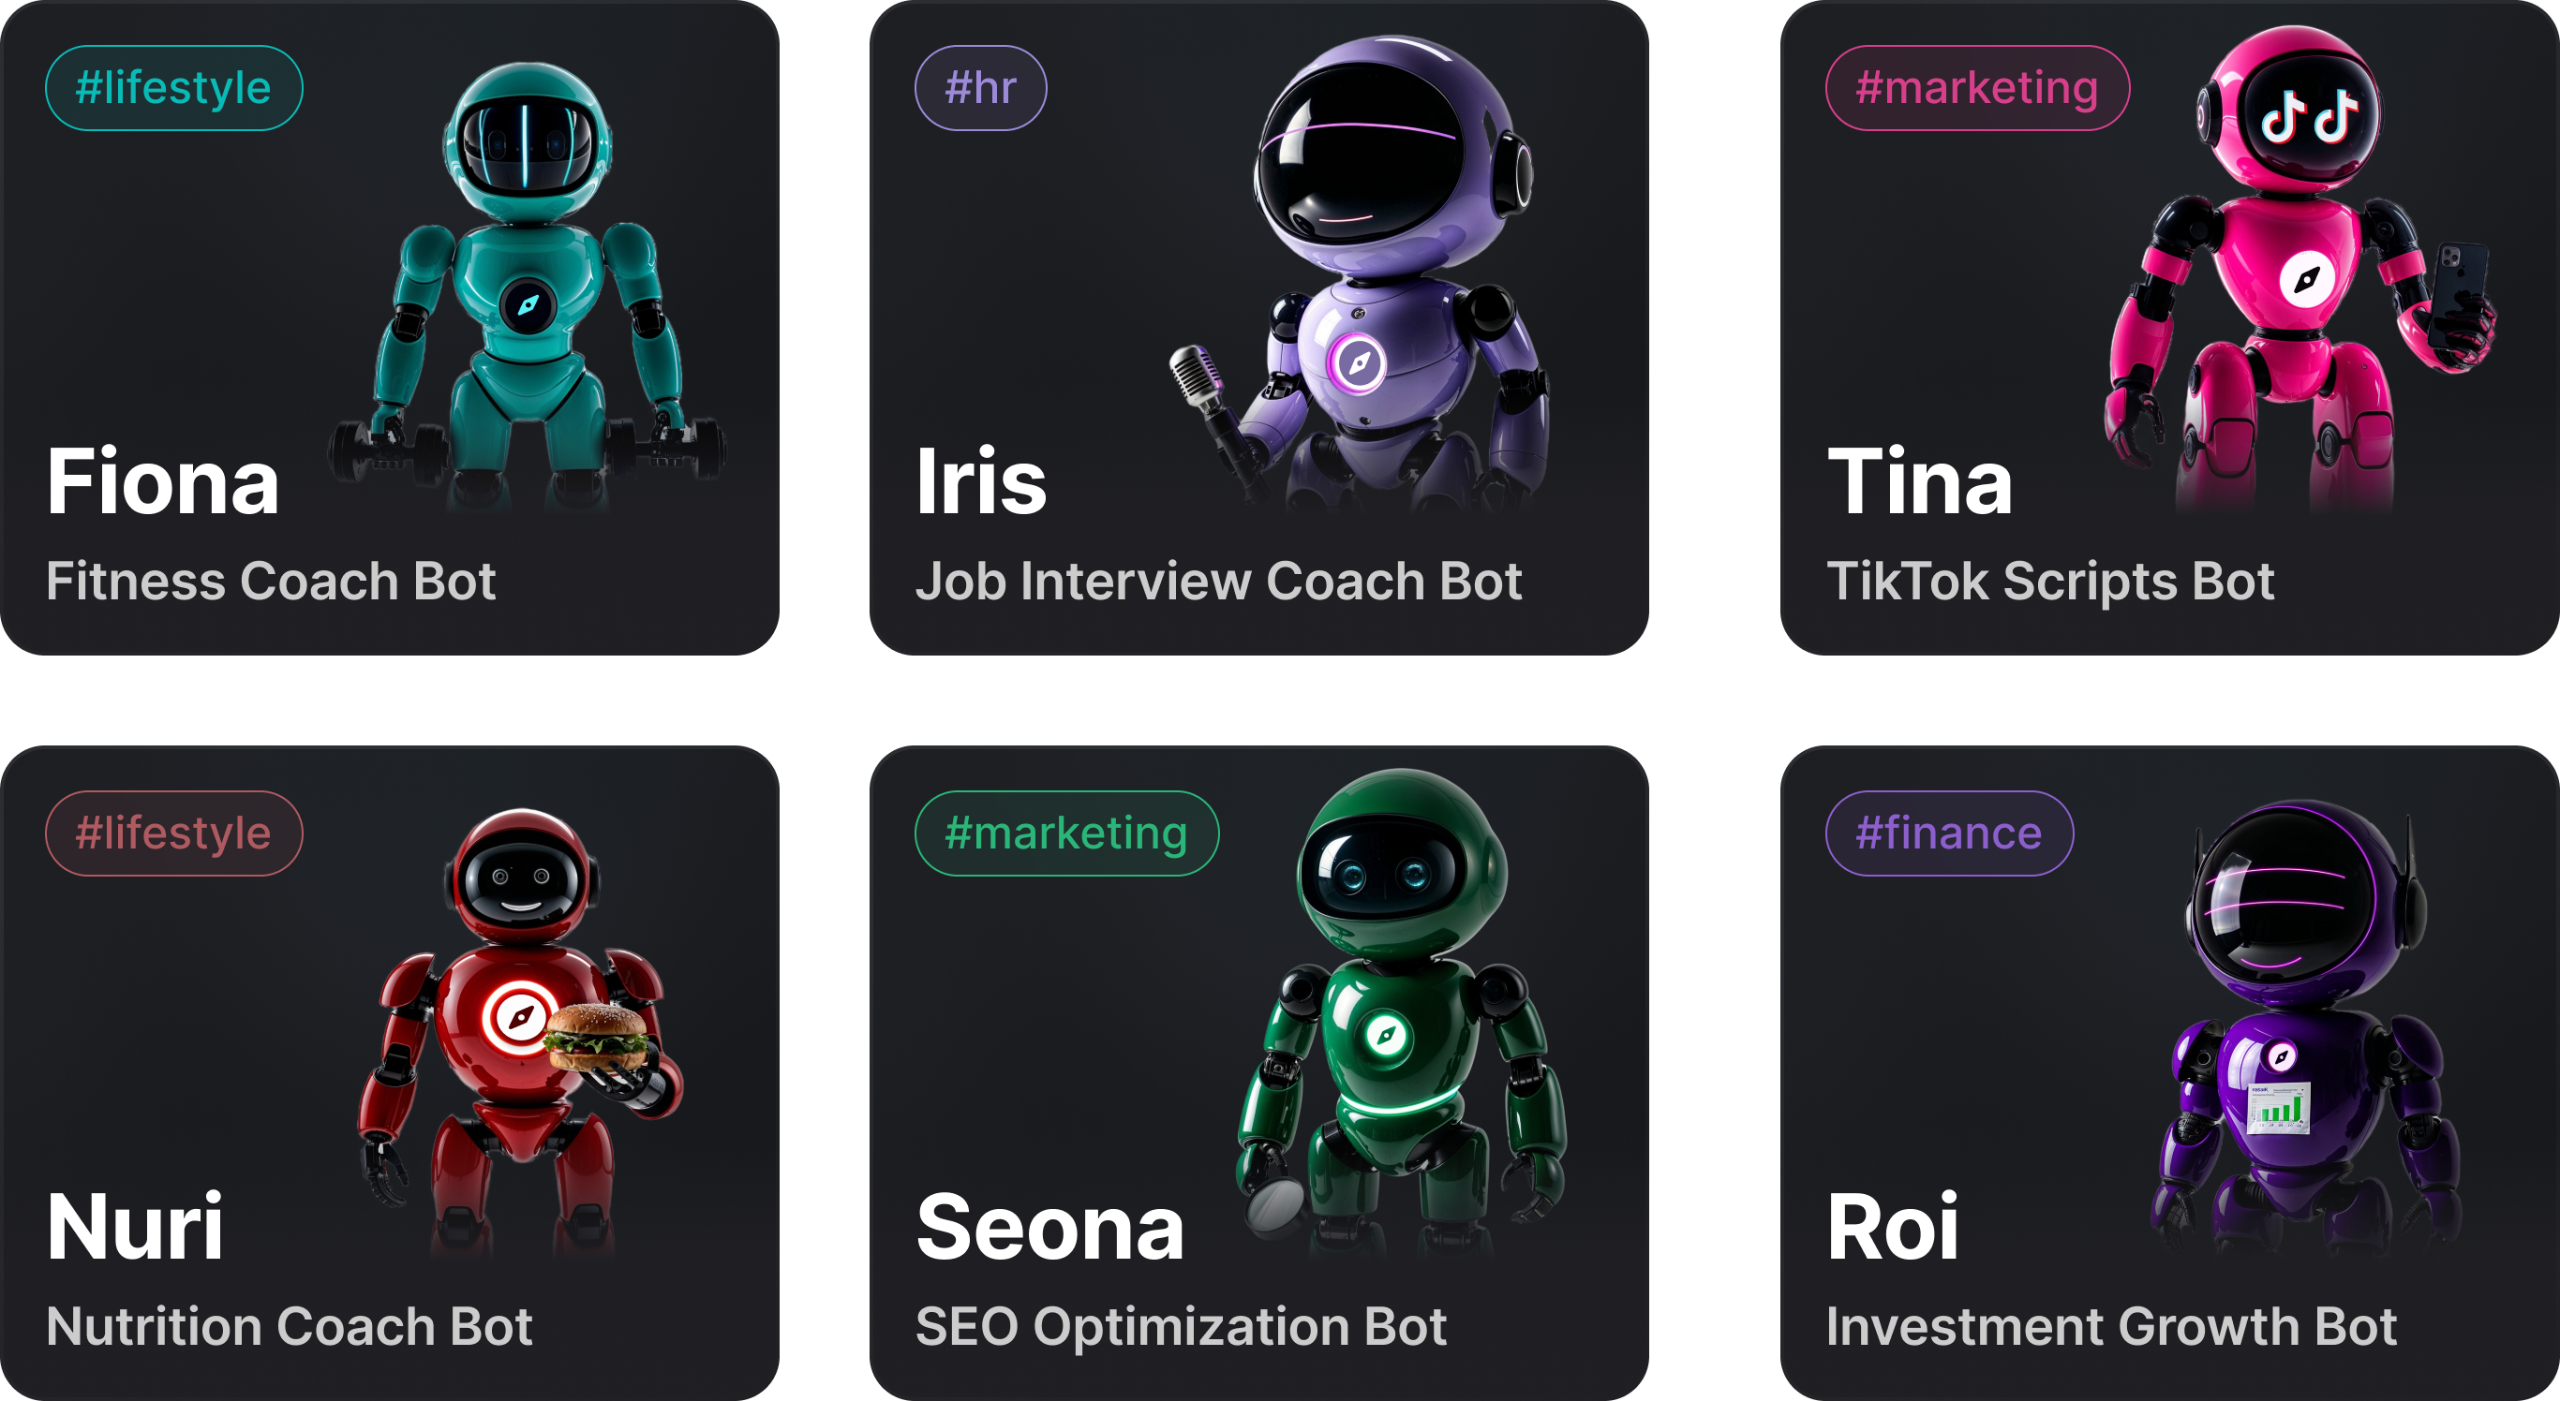 #lifestyle
Fiona
Fitness Coach Bot
#hr
Iris
Job Interview Coach Bot
#marketing
Tina
TikTok Scripts Bot
#lifestyle
Nuri
Nutrition Coach Bot
#marketing
Seona
SEO Optimization Bot
#finance
Roi
Investment Growth Bot